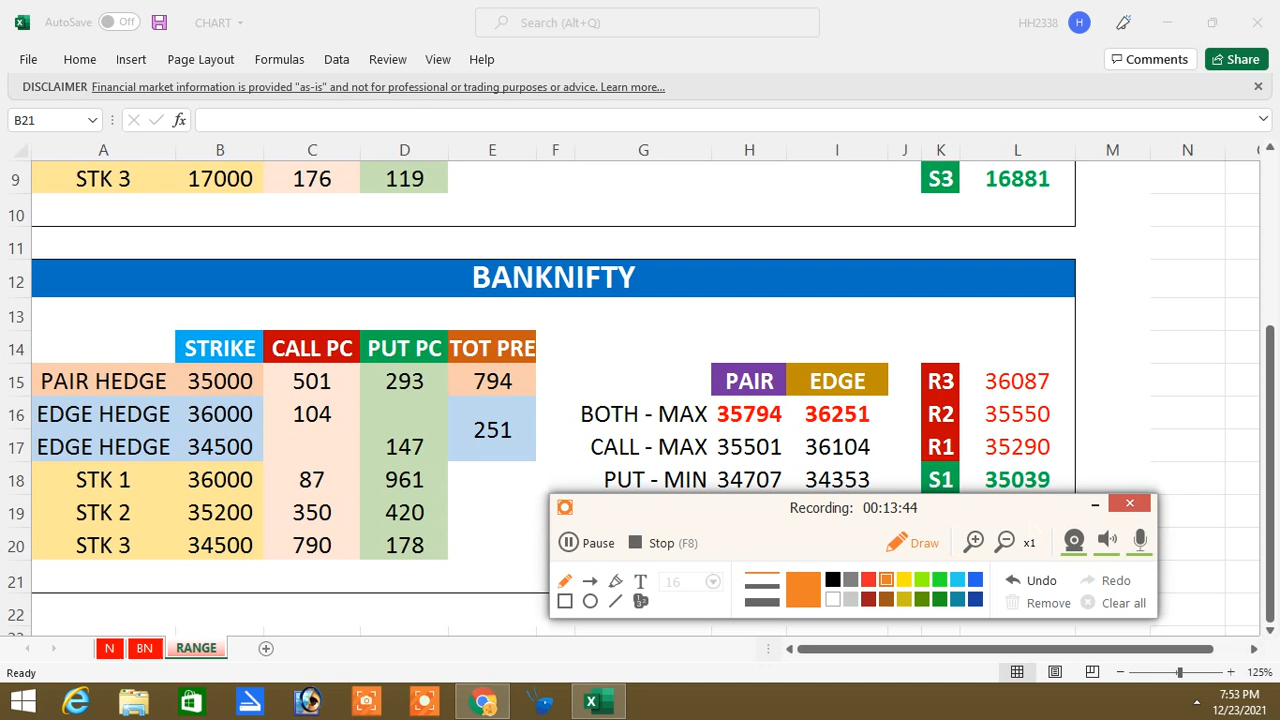 AutoSave Off CHART Search (Alt+Q) HH2338 H
File Home Insert Page Layout Formulas Data Review View Help Comments Share
DISCLAIMER Financial market information is provided "as-is" and not for professional or trading purposes or advice. Learn more...
B21 fx
A B C D E F G H I J K L M N
9 STK 3 17000 176 119 S3 16881
10
11
12 BANKNIFTY
13
14 STRIKE CALL PC PUT PC TOT PRE
15 PAIR HEDGE 35000 501 293 794 PAIR EDGE R3 36087
16 EDGE HEDGE 36000 104 251 BOTH - MAX 35794 36251 R2 35550
17 EDGE HEDGE 34500 147 CALL - MAX 35501 36104 R1 35290
18 STK 1 36000 87 961 PUT - MIN 34707 34353 S1 35039
19 STK 2 35200 350 420
20 STK 3 34500 790 178
21
22
Recording: 00:13:44
Pause Stop (F8) Draw x1
T 16 Undo Redo
Remove Clear all
N BN RANGE
Ready 125%
7:53 PM
12/23/2021